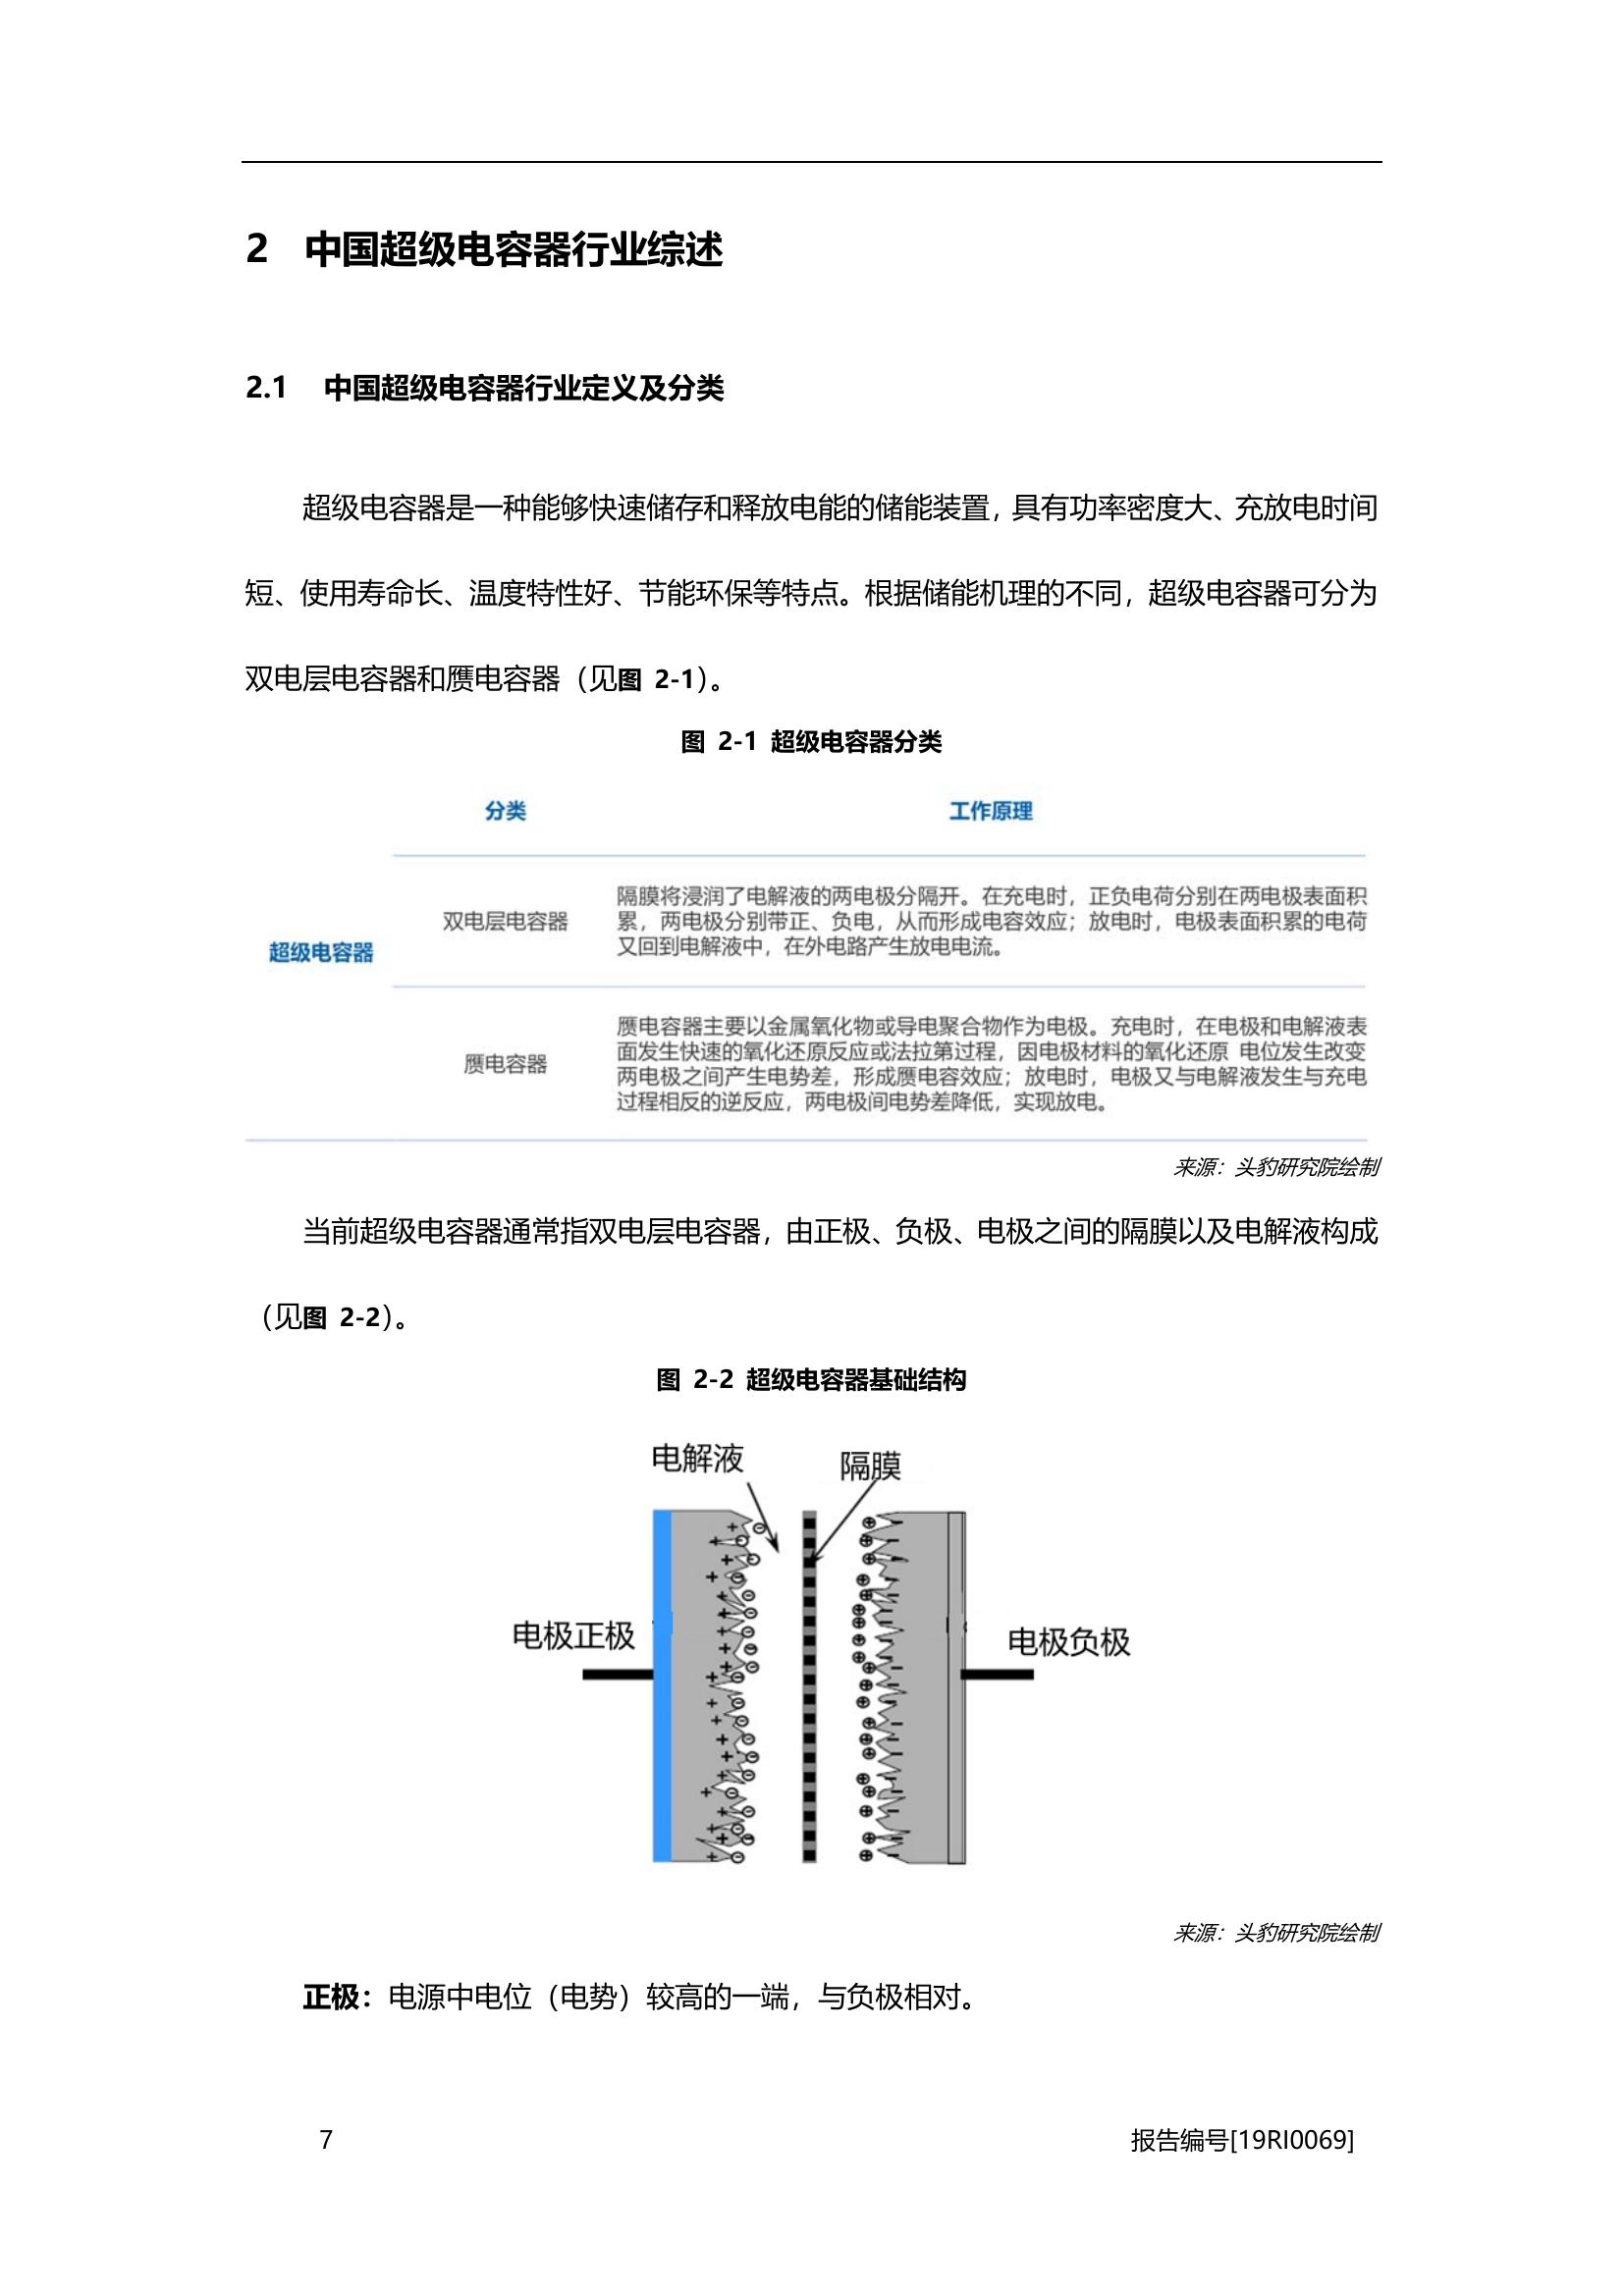 2 中国超级电容器行业综述
2.1 中国超级电容器行业定义及分类
超级电容器是一种能够快速储存和释放电能的储能装置，具有功率密度大、充放电时间
短、使用寿命长、温度特性好、节能环保等特点。根据储能机理的不同，超级电容器可分为
双电层电容器和赝电容器（见图 2-1）。
图 2-1 超级电容器分类
分类 工作原理
超级电容器
双电层电容器
隔膜将浸润了电解液的两电极分隔开。在充电时，正负电荷分别在两电极表面积
累，两电极分别带正、负电，从而形成电容效应；放电时，电极表面积累的电荷
又回到电解液中，在外电路产生放电电流。
赝电容器
赝电容器主要以金属氧化物或导电聚合物作为电极。充电时，在电极和电解液表
面发生快速的氧化还原反应或法拉第过程，因电极材料的氧化还原 电位发生改变
两电极之间产生电势差，形成赝电容效应；放电时，电极又与电解液发生与充电
过程相反的逆反应，两电极间电势差降低，实现放电。
来源：头豹研究院绘制
当前超级电容器通常指双电层电容器，由正极、负极、电极之间的隔膜以及电解液构成
（见图 2-2）。
图 2-2 超级电容器基础结构
电解液
隔膜
电极正极
电极负极
来源：头豹研究院绘制
正极：电源中电位（电势）较高的一端，与负极相对。
7 报告编号[19RI0069]